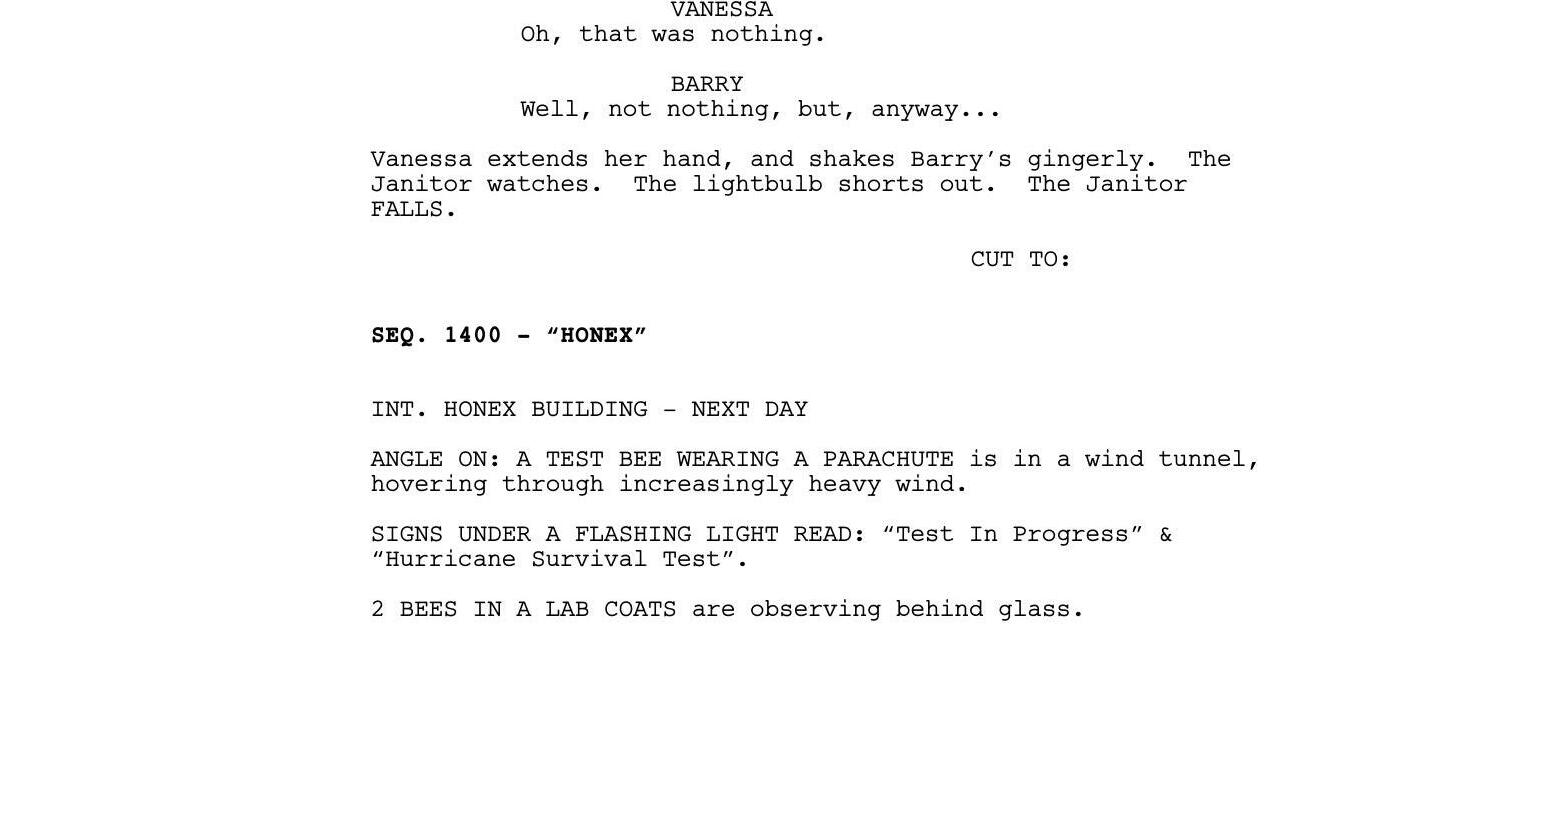 VANESSA
Oh, that was nothing.
BARRY
Well, not nothing, but, anyway...
Vanessa extends her hand, and shakes Barry’s gingerly.  The
Janitor watches.  The lightbulb shorts out.  The Janitor
FALLS.
CUT TO:
SEQ. 1400 - “HONEX”
INT. HONEX BUILDING - NEXT DAY
ANGLE ON: A TEST BEE WEARING A PARACHUTE is in a wind tunnel,
hovering through increasingly heavy wind.
SIGNS UNDER A FLASHING LIGHT READ: “Test In Progress” &
“Hurricane Survival Test”.
2 BEES IN A LAB COATS are observing behind glass.